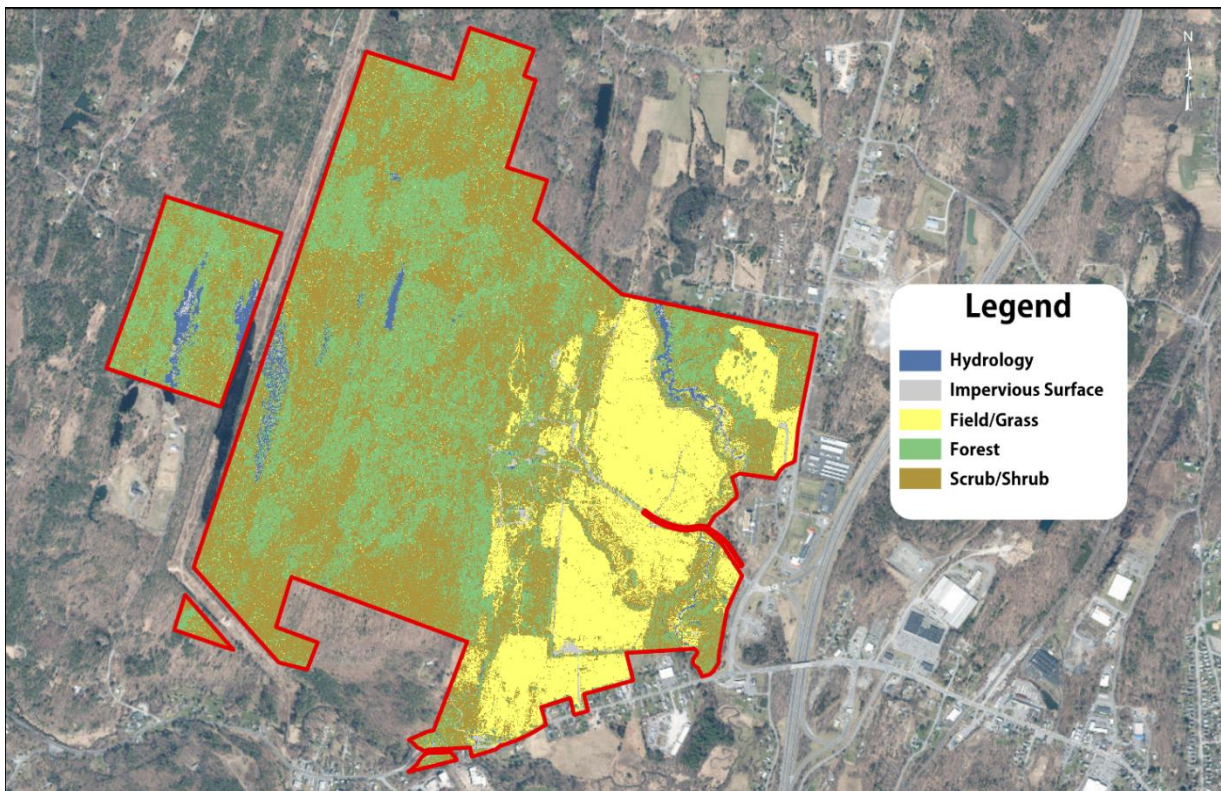 N
Legend
Hydrology
Impervious Surface
Field/Grass
Forest
Scrub/Shrub